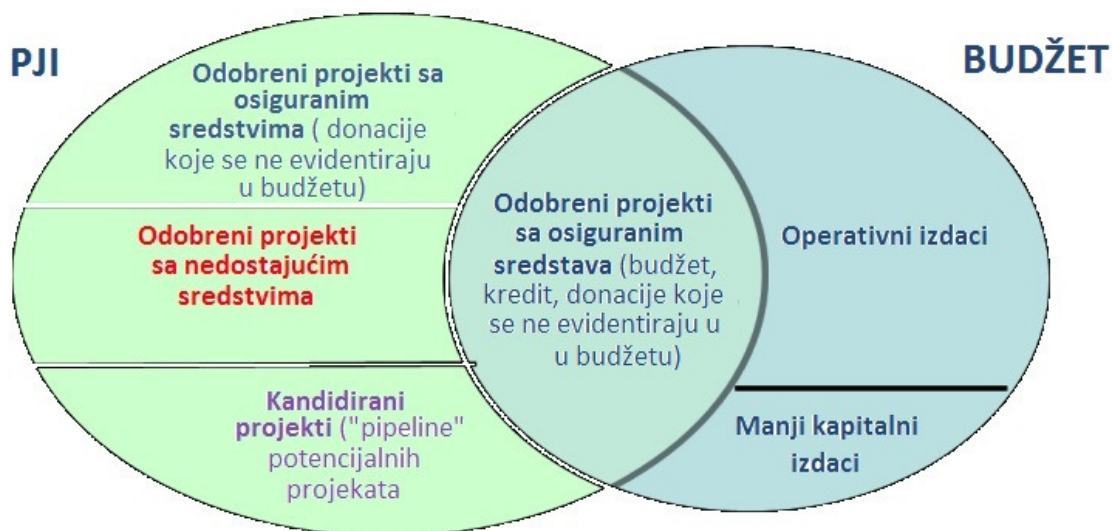 PJI
Odobreni projekti sa
osiguranim
sredstvima ( donacije
koje se ne evidentiraju
u budžetu)
Odobreni projekti
sa nedostajućim
sredstvima
Kandidirani
projekti ("pipeline"
potencijalnih
projekata
Odobreni projekti
sa osiguranim
sredstava (budžet,
kredit, donacije koje
se ne evidentiraju u
u budžetu)
BUDŽET
Operativni izdaci
Manji kapitalni
izdaci